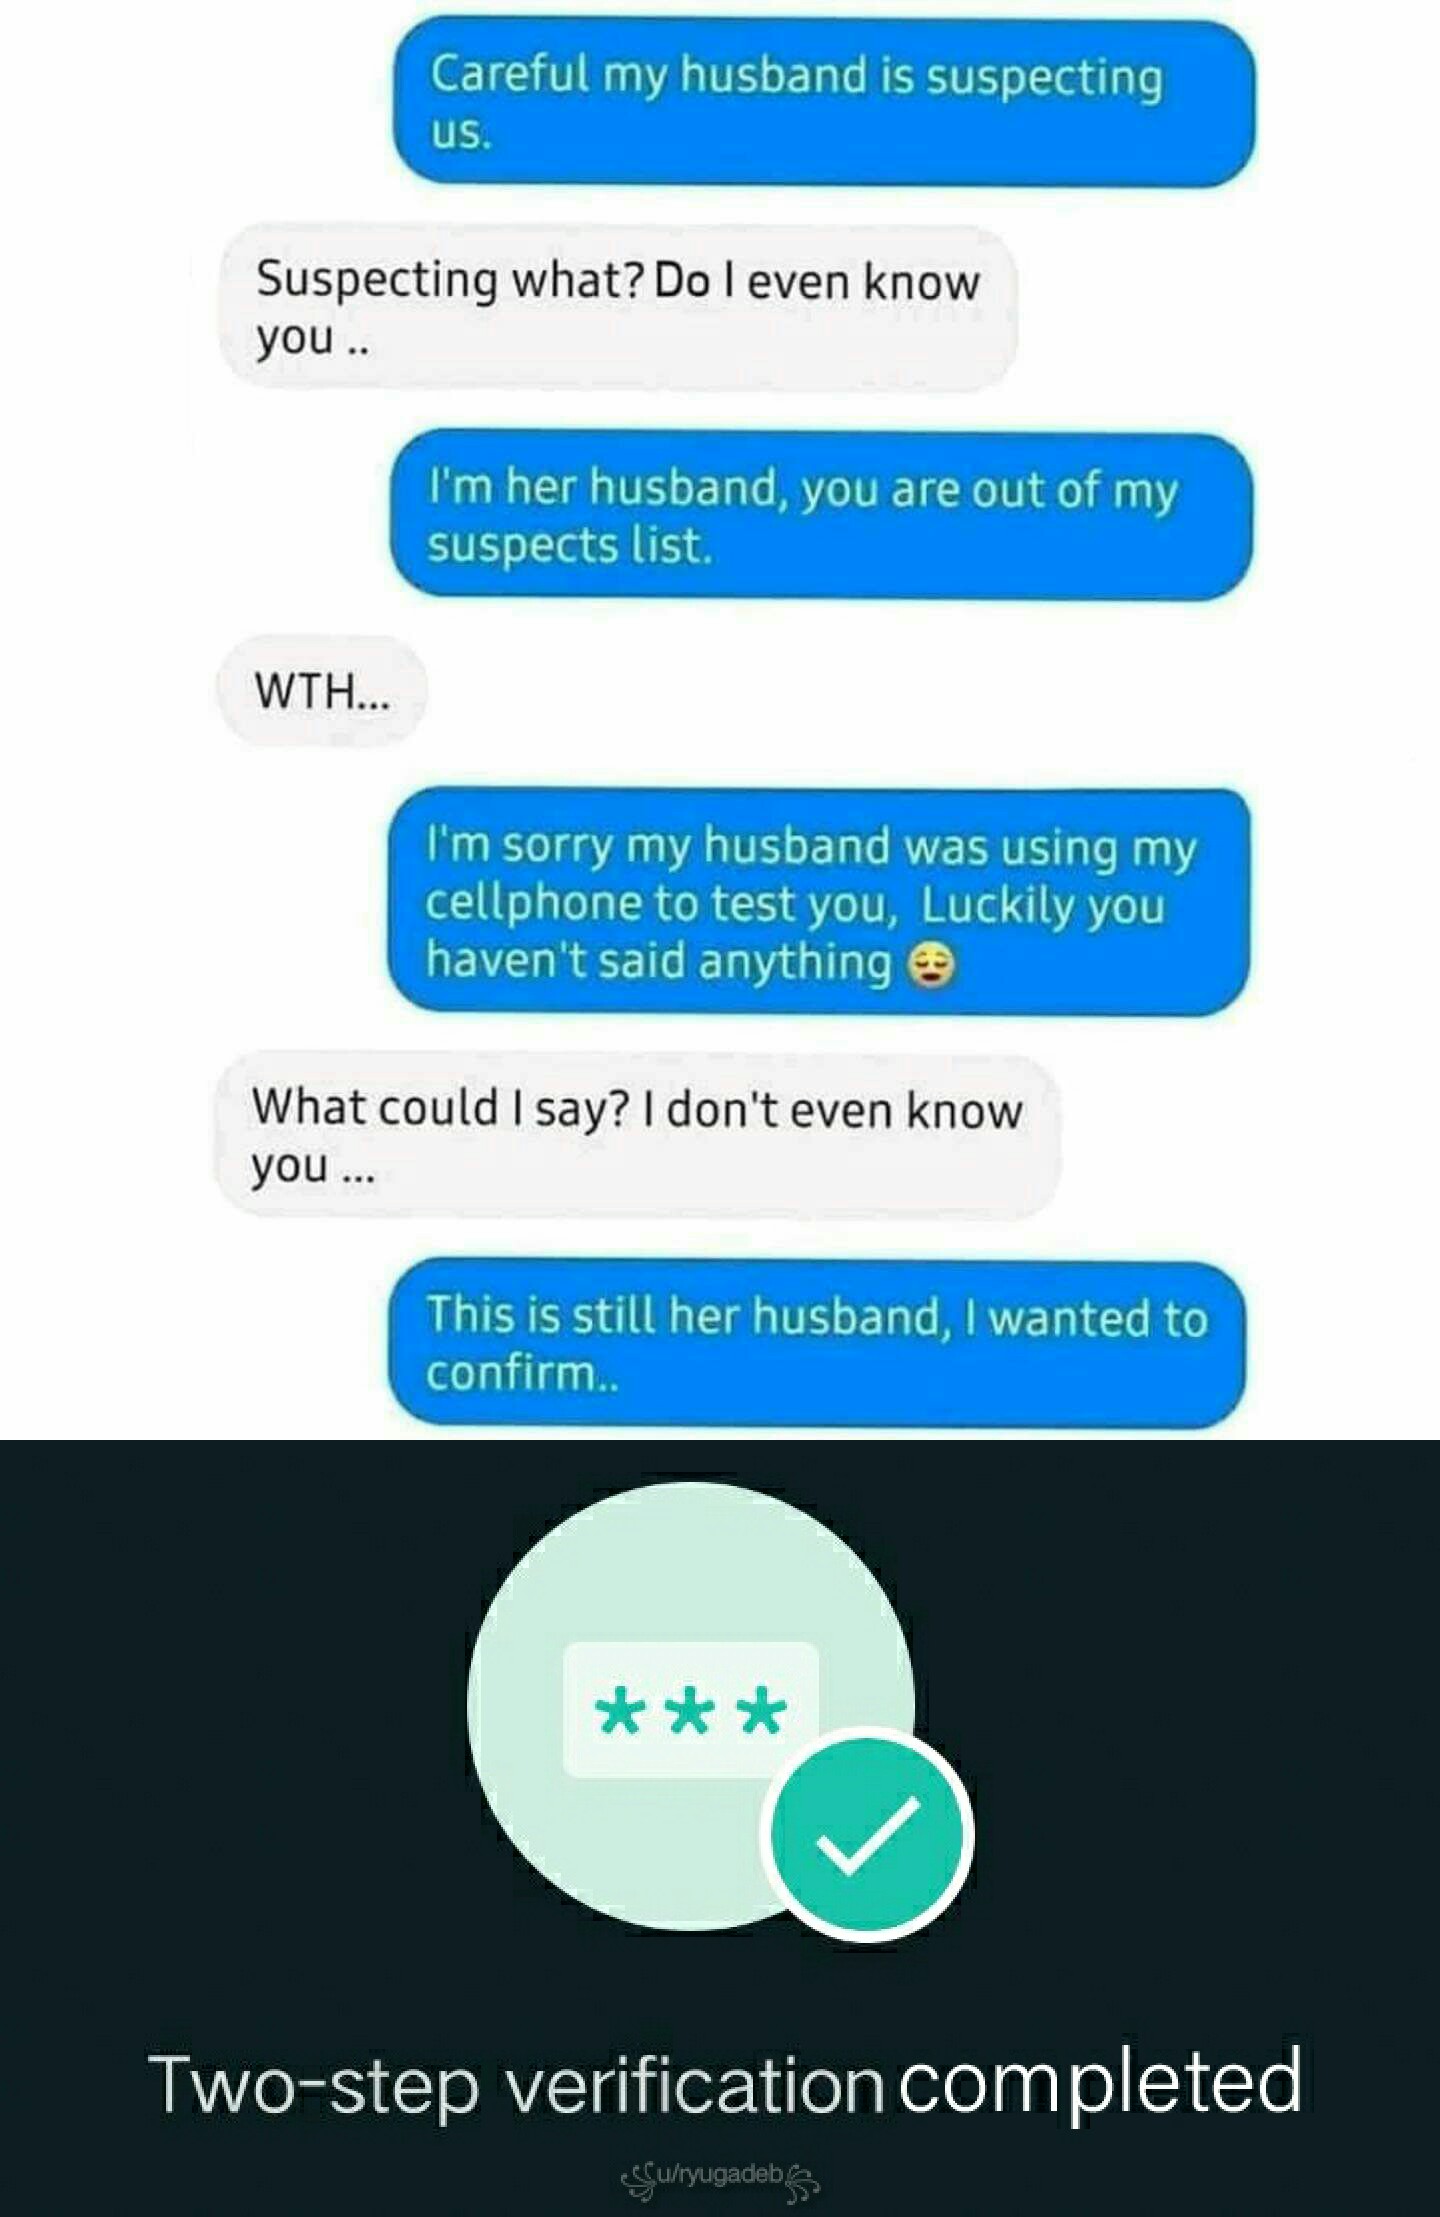 Careful my husband is suspecting
us.
Suspecting what? Do I even know
you ..
I'm her husband, you are out of my
suspects list.
WTH...
I'm sorry my husband was using my
cellphone to test you,  Luckily you
haven't said anything 😌
What could I say? I don't even know
you ...
This is still her husband, I wanted to
confirm..
***
Two-step verification completed
u/ryugadeb